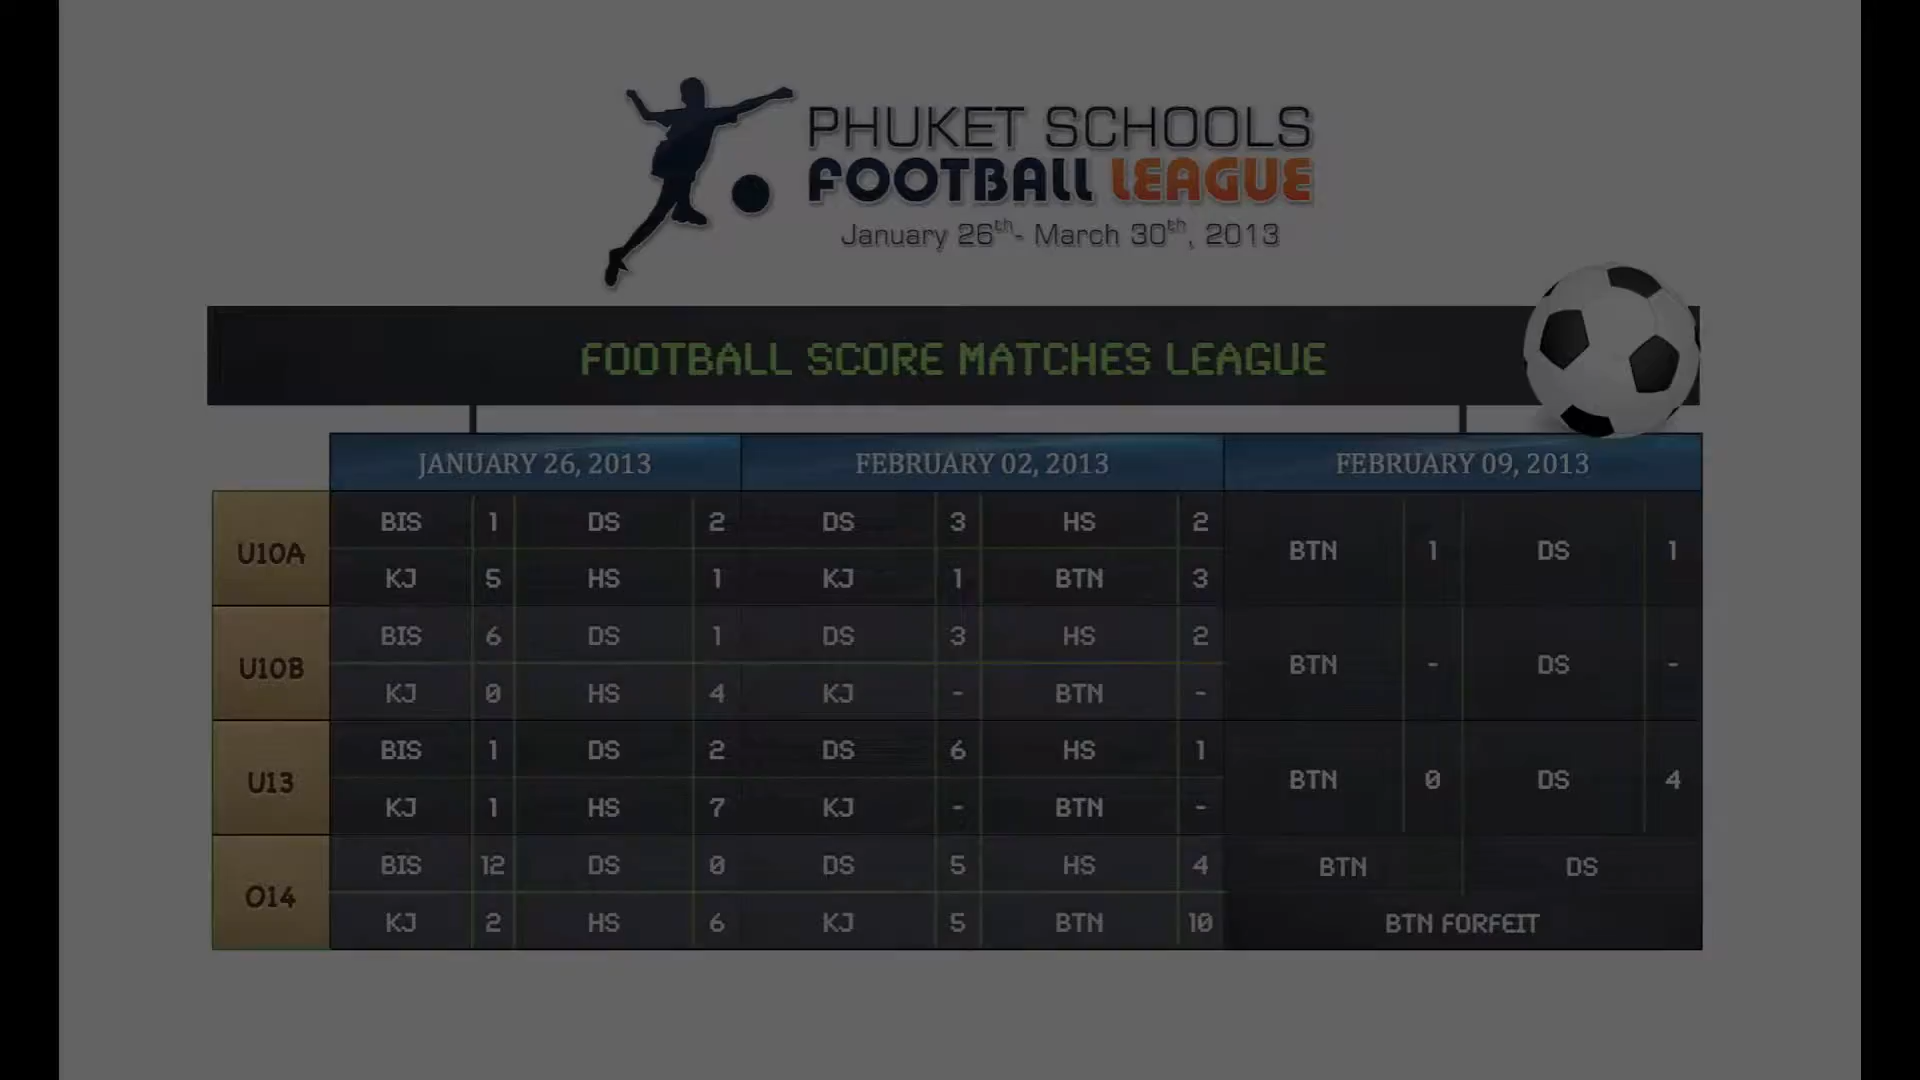 PHUKET SCHOOLS
FOOTBALL LEAGUE
January 26th- March 30th, 2013
FOOTBALL SCORE MATCHES LEAGUE
JANUARY 26, 2013 FEBRUARY 02, 2013 FEBRUARY 09, 2013
U10A
BIS 1 DS 2 DS 3 HS 2
KJ 5 HS 1 KJ 1 BTN 3
BTN 1 DS 1
U10B
BIS 6 DS 1 DS 3 HS 2
KJ 0 HS 4 KJ - BTN -
BTN - DS -
U13
BIS 1 DS 2 DS 6 HS 1
KJ 1 HS 7 KJ - BTN -
BTN 0 DS 4
O14
BIS 12 DS 0 DS 5 HS 4
KJ 2 HS 6 KJ 5 BTN 10
BTN DS
BTN FORFEIT